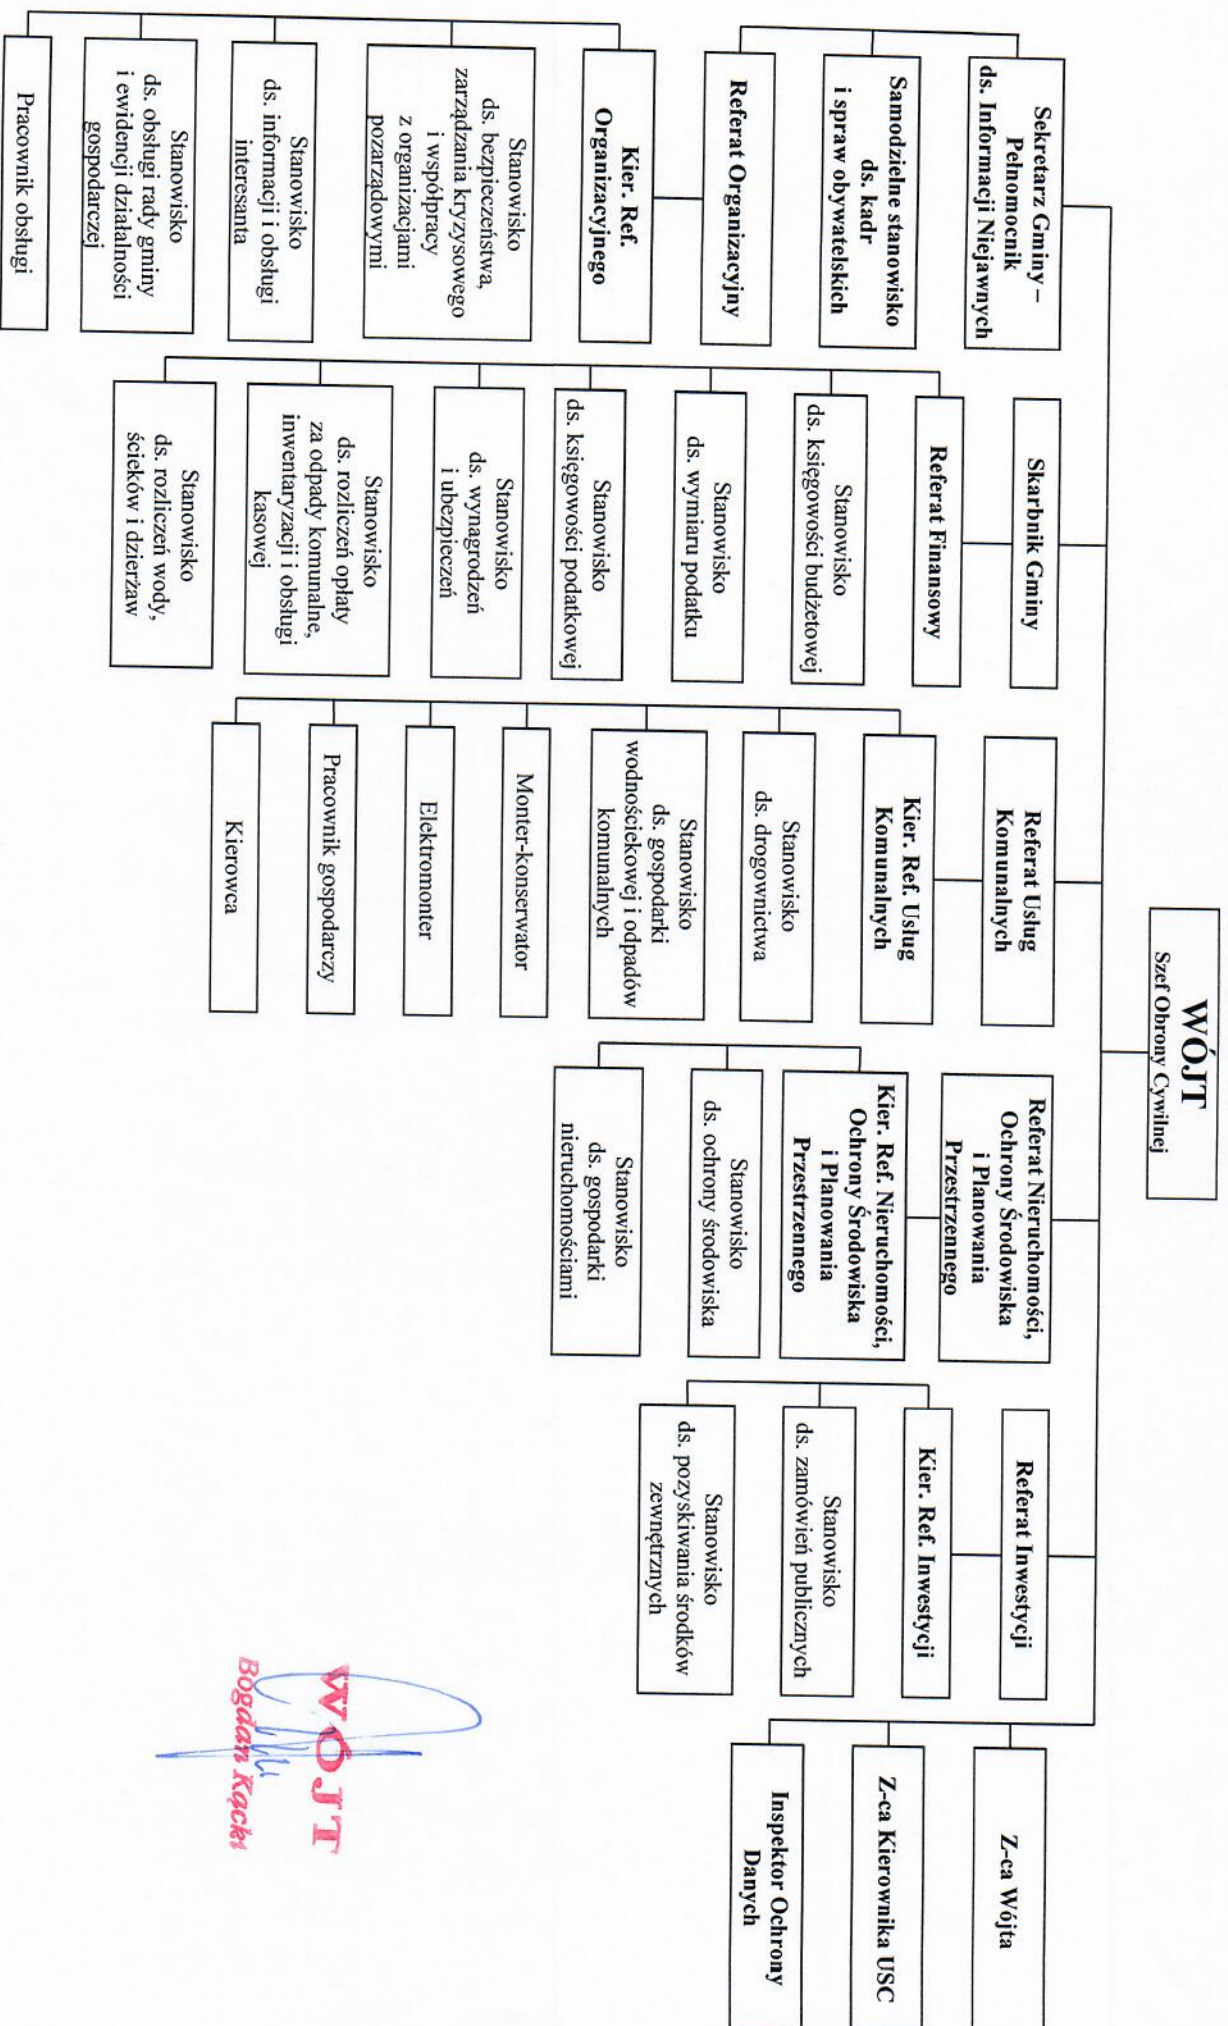 WÓJT
Szef Obrony Cywilnej
Sekretarz Gminy –
Pełnomocnik
ds. Informacji Niejawnych
Samodzielne stanowisko
ds. kadr
i spraw obywatelskich
Referat Organizacyjny
Kier. Ref.
Organizacyjnego
Stanowisko
ds. bezpieczeństwa,
zarządzania kryzysowego
i współpracy
z organizacjami
pozarządowymi
Stanowisko
ds. informacji i obsługi
interesanta
Stanowisko
ds. obsługi rady gminy
i ewidencji działalności
gospodarczej
Pracownik obsługi
Skarbnik Gminy
Referat Finansowy
Stanowisko
ds. księgowości budżetowej
Stanowisko
ds. wymiaru podatku
Stanowisko
ds. księgowości podatkowej
Stanowisko
ds. wynagrodzeń
i ubezpieczeń
Stanowisko
ds. rozliczeń opłaty
za odpady komunalne,
inwentaryzacji i obsługi
kasowej
Stanowisko
ds. rozliczeń wody,
ścieków i dzierżaw
Referat Usług
Komunalnych
Kier. Ref. Usług
Komunalnych
Stanowisko
ds. drogownictwa
Stanowisko
ds. gospodarki
wodnościekowej i odpadów
komunalnych
Monter-konserwator
Elektromonter
Pracownik gospodarczy
Kierowca
Referat Nieruchomości,
Ochrony Środowiska
i Planowania
Przestrzennego
Kier. Ref. Nieruchomości,
Ochrony Środowiska
i Planowania
Przestrzennego
Stanowisko
ds. ochrony środowiska
Stanowisko
ds. gospodarki
nieruchomościami
Referat Inwestycji
Kier. Ref. Inwestycji
Stanowisko
ds. zamówień publicznych
Stanowisko
ds. pozyskiwania środków
zewnętrznych
Z-ca Wójta
Z-ca Kierownika USC
Inspektor Ochrony
Danych
WÓJT
Bogdan Kącki